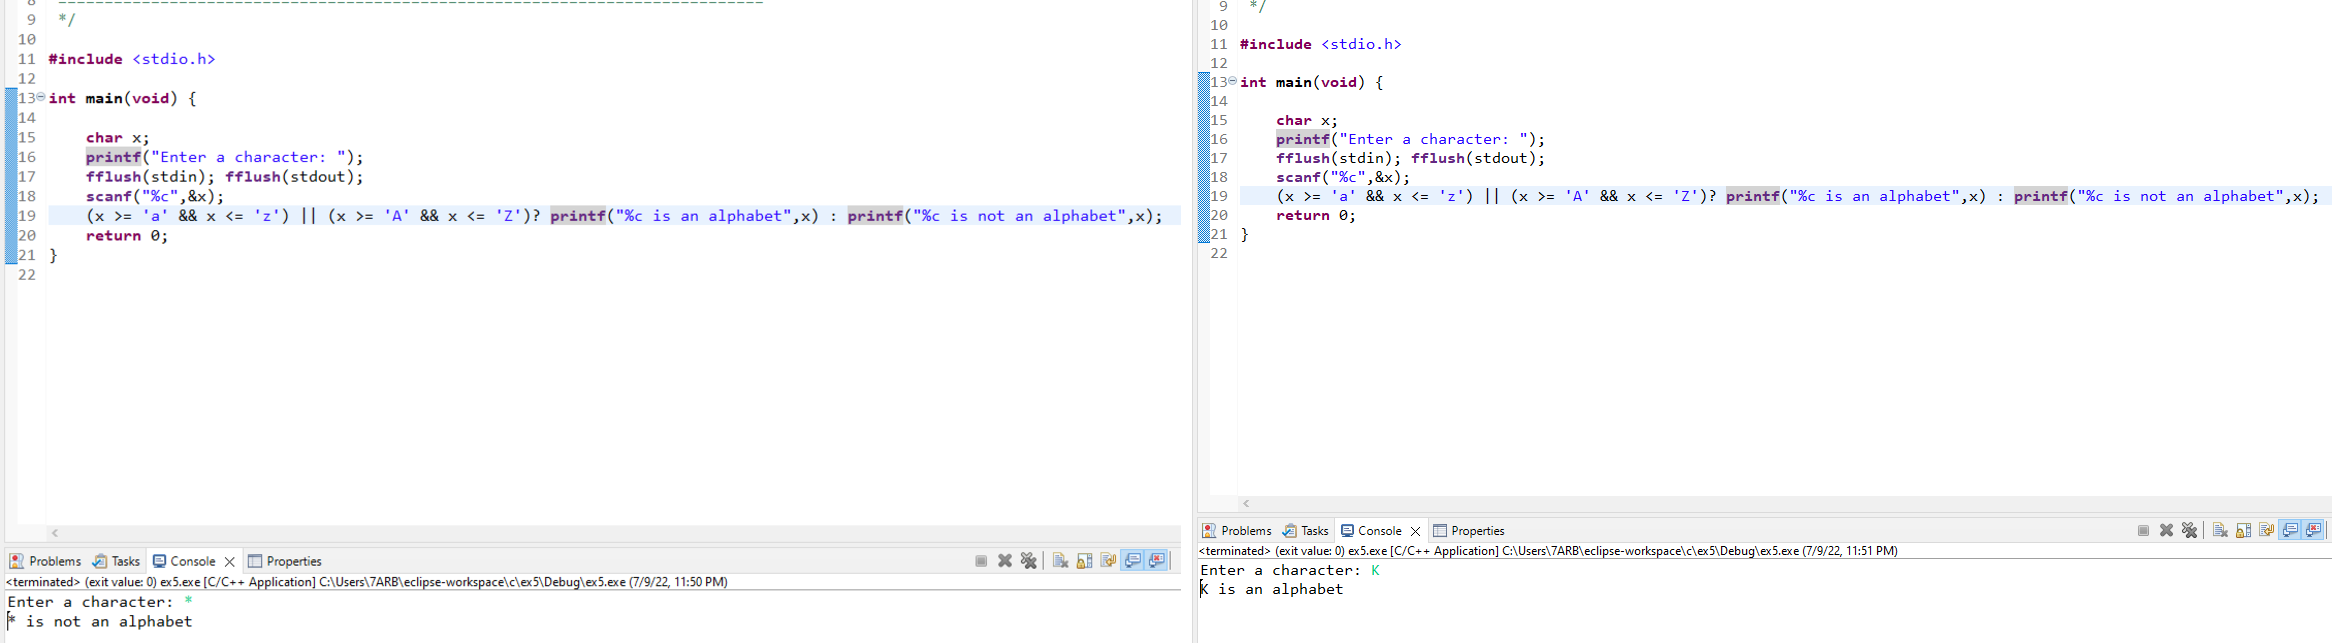 8 ------------------------------------------------------------------------------
9 */
10
11 #include <stdio.h>
12
13 int main(void) {
14
15 char x;
16 printf("Enter a character: ");
17 fflush(stdin); fflush(stdout);
18 scanf("%c",&x);
19 (x >= 'a' && x <= 'z') || (x >= 'A' && x <= 'Z')? printf("%c is an alphabet",x) : printf("%c is not an alphabet",x);
20 return 0;
21 }
22
Problems Tasks Console Properties
<terminated> (exit value: 0) ex5.exe [C/C++ Application] C:\Users\7ARB\eclipse-workspace\c\ex5\Debug\ex5.exe (7/9/22, 11:50 PM)
Enter a character: *
* is not an alphabet
9 */
10
11 #include <stdio.h>
12
13 int main(void) {
14
15 char x;
16 printf("Enter a character: ");
17 fflush(stdin); fflush(stdout);
18 scanf("%c",&x);
19 (x >= 'a' && x <= 'z') || (x >= 'A' && x <= 'Z')? printf("%c is an alphabet",x) : printf("%c is not an alphabet",x);
20 return 0;
21 }
22
Problems Tasks Console Properties
<terminated> (exit value: 0) ex5.exe [C/C++ Application] C:\Users\7ARB\eclipse-workspace\c\ex5\Debug\ex5.exe (7/9/22, 11:51 PM)
Enter a character: K
K is an alphabet